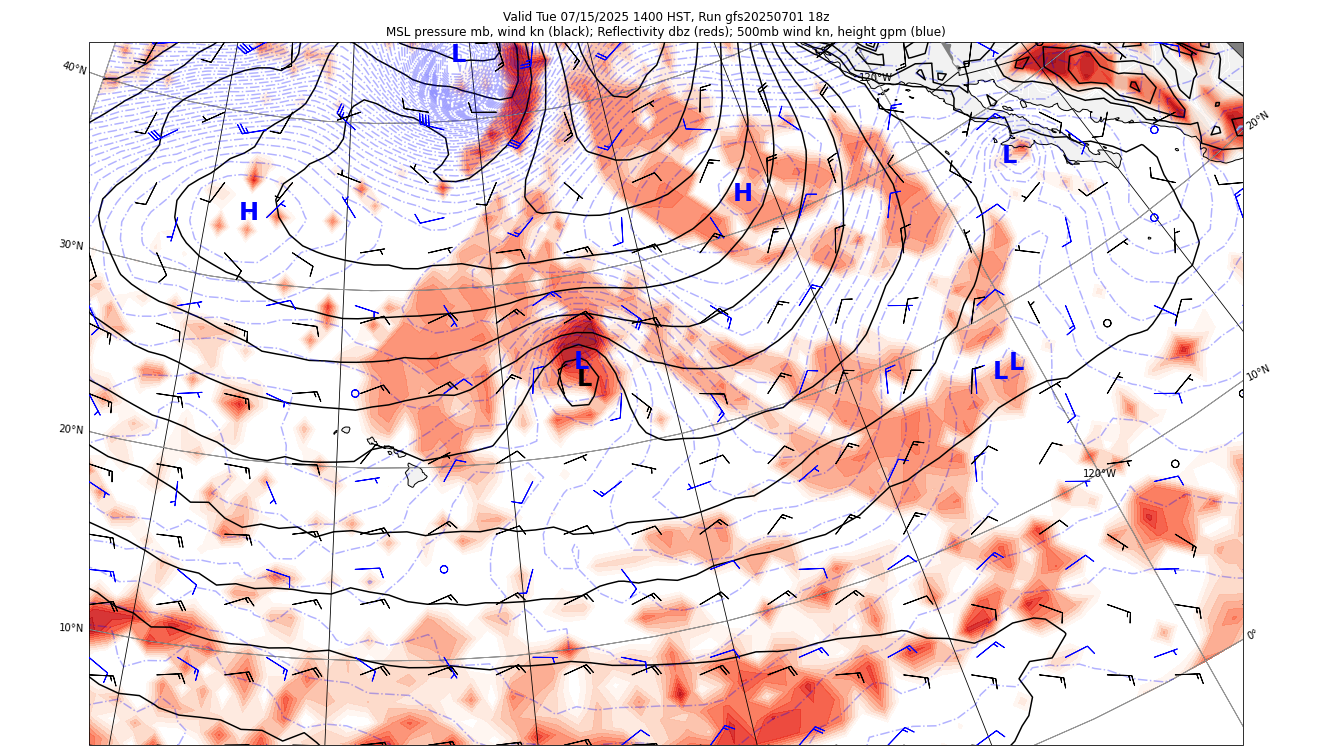 Valid Tue 07/15/2025 1400 HST, Run gfs20250701 18z
MSL pressure mb, wind kn (black); Reflectivity dbz (reds); 500mb wind kn, height gpm (blue)
L
40°N
120°W
20°N
L
H
H
30°N
L
L
L
L
10°N
20°N
120°W
10°N
0°